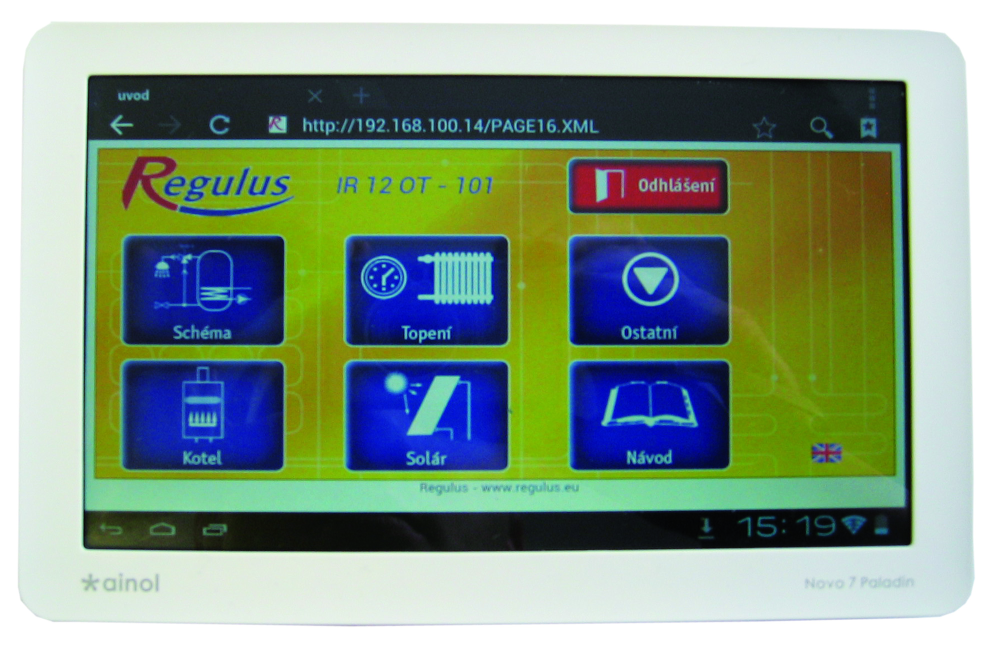 uvod
http://192.168.100.14/PAGE16.XML
Regulus IR 12 OT - 101 Odhlášení
Schéma Topení Ostatní
Kotel Solár Návod
Regulus - www.regulus.eu
15:19
ainol Novo 7 Paladin